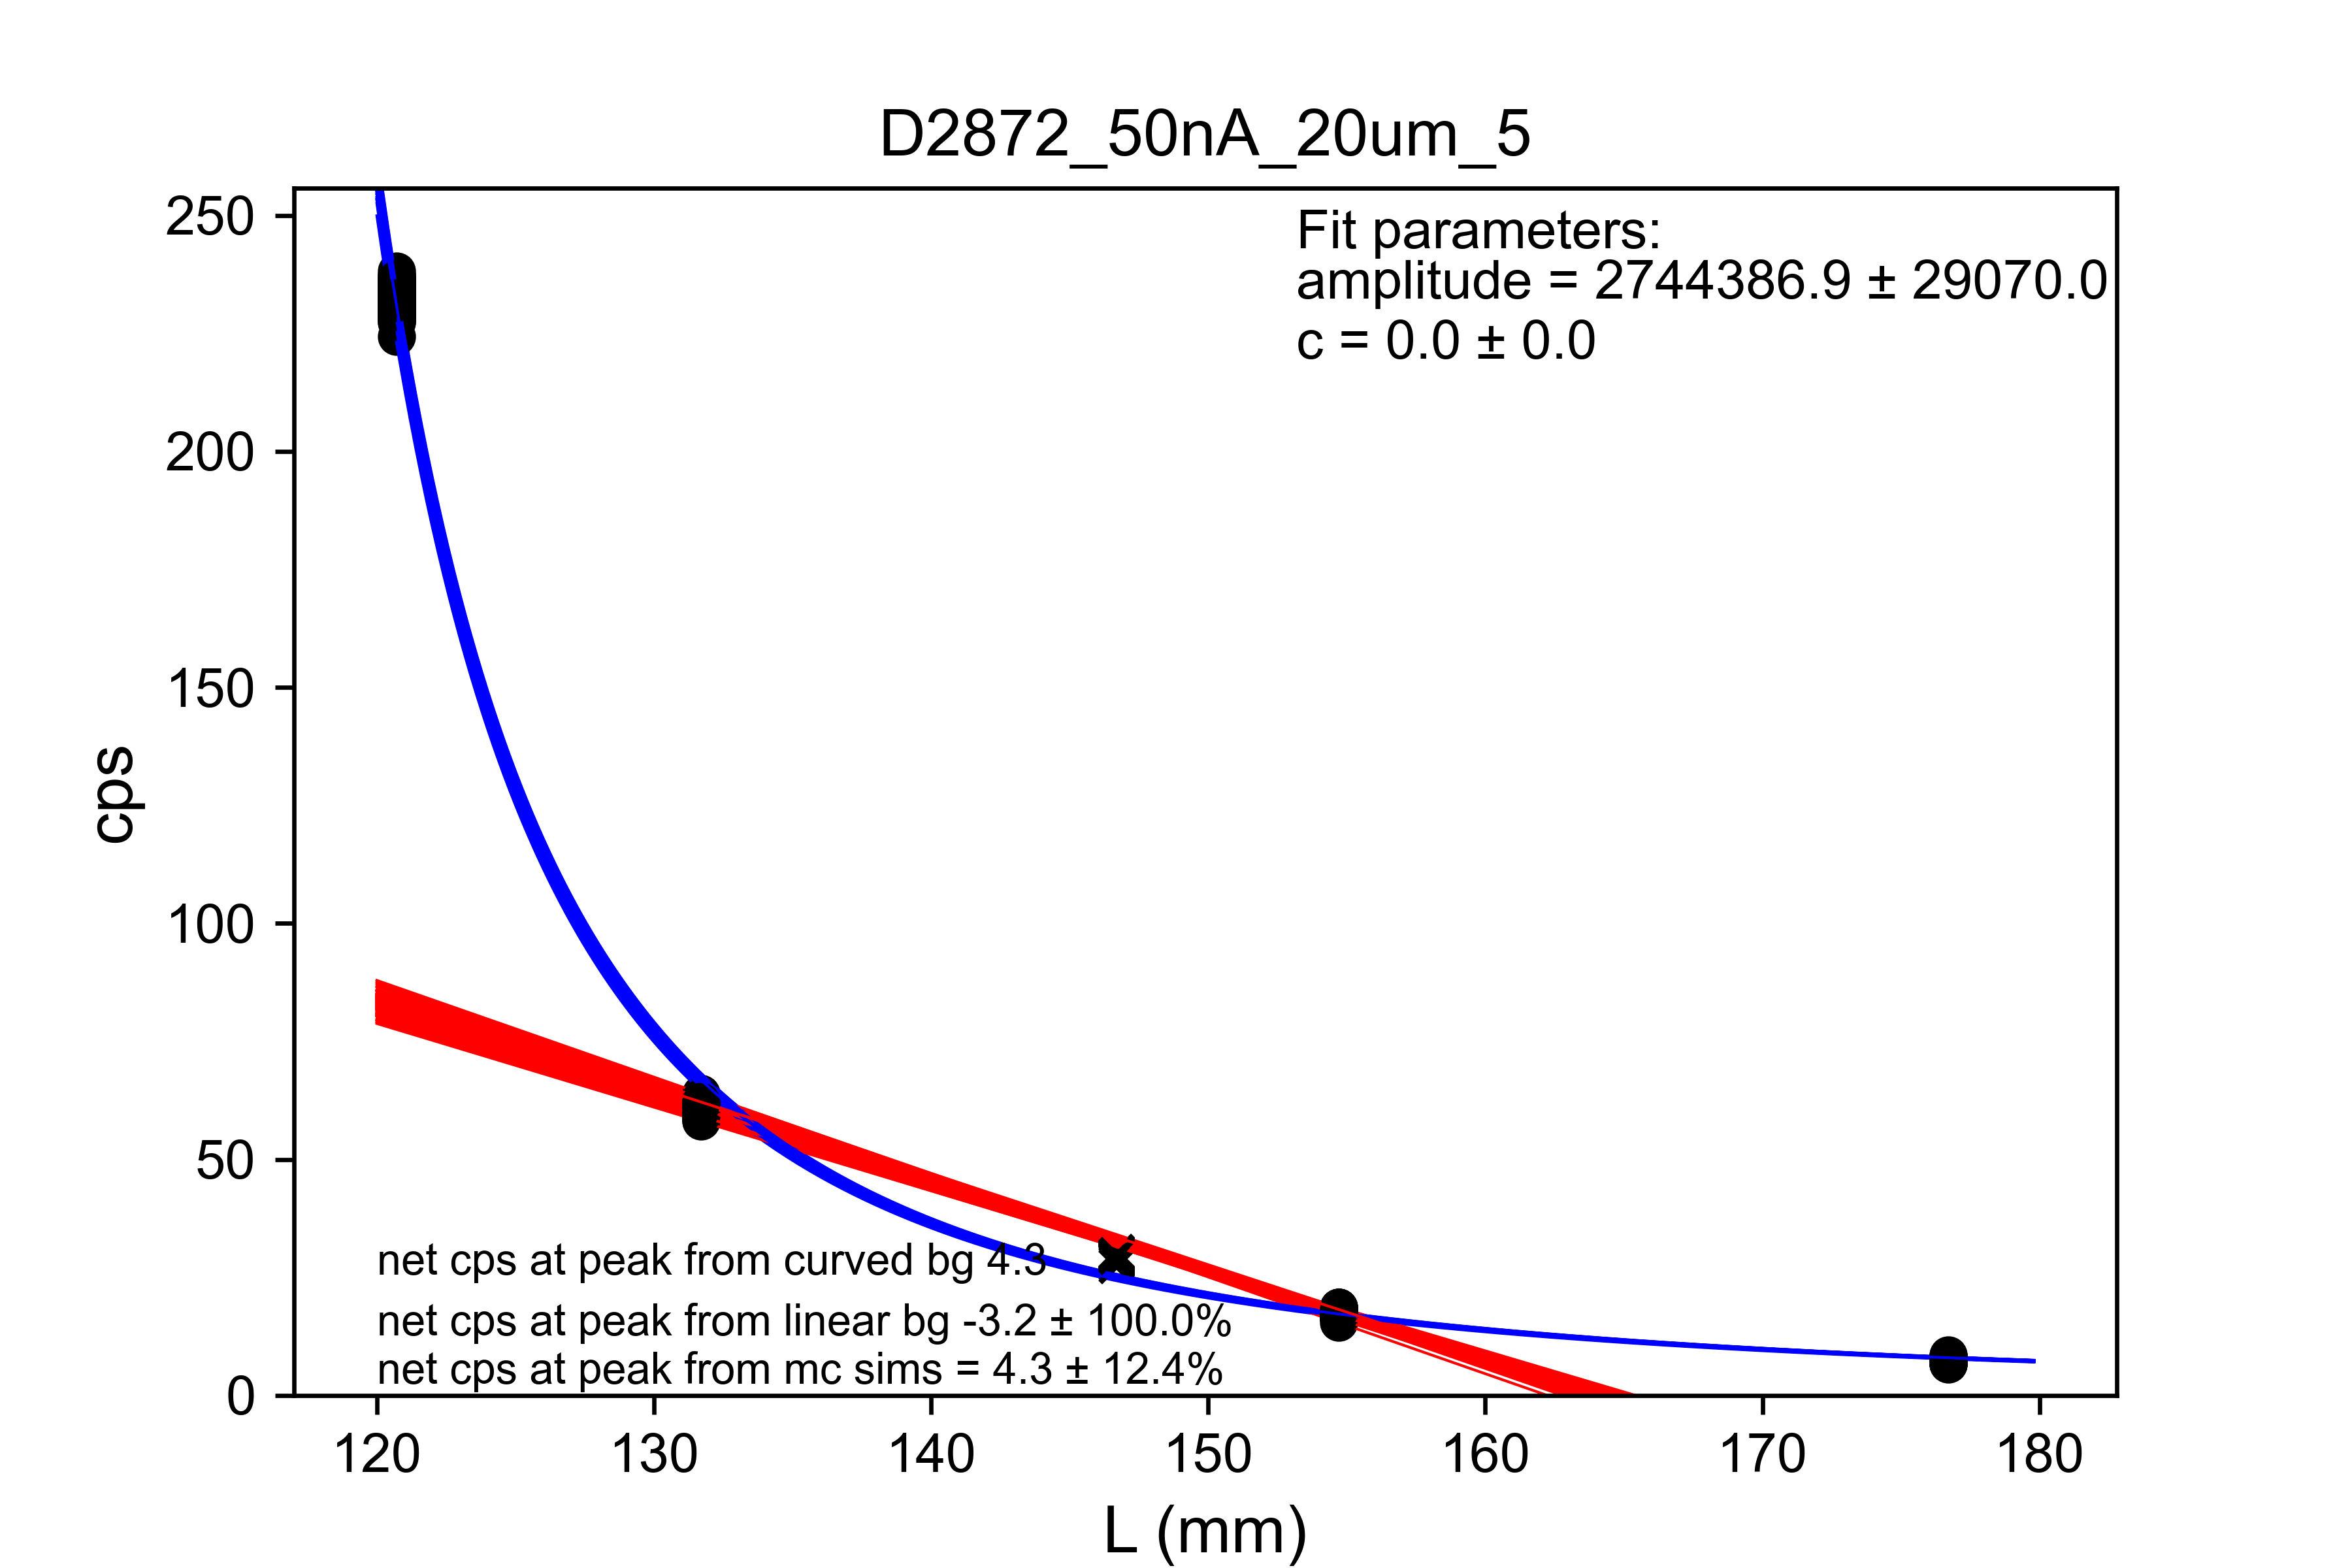 D2872_50nA_20um_5
Fit parameters:
amplitude = 2744386.9 ± 29070.0
c = 0.0 ± 0.0
250
200
150
100
50
0
cps
net cps at peak from curved bg 4.3
net cps at peak from linear bg -3.2 ± 100.0%
net cps at peak from mc sims = 4.3 ± 12.4%
120 130 140 150 160 170 180
L (mm)